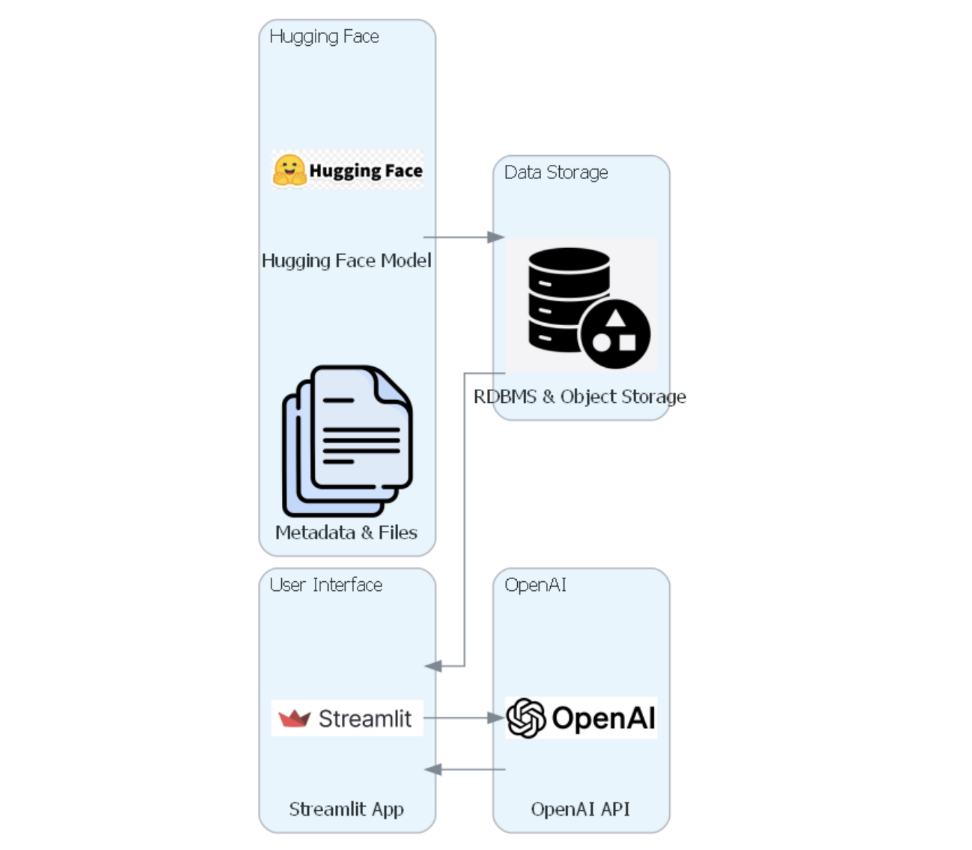 Hugging Face
Hugging Face
Hugging Face Model
Metadata & Files
Data Storage
RDBMS & Object Storage
User Interface
Streamlit
Streamlit App
OpenAI
OpenAI
OpenAI API